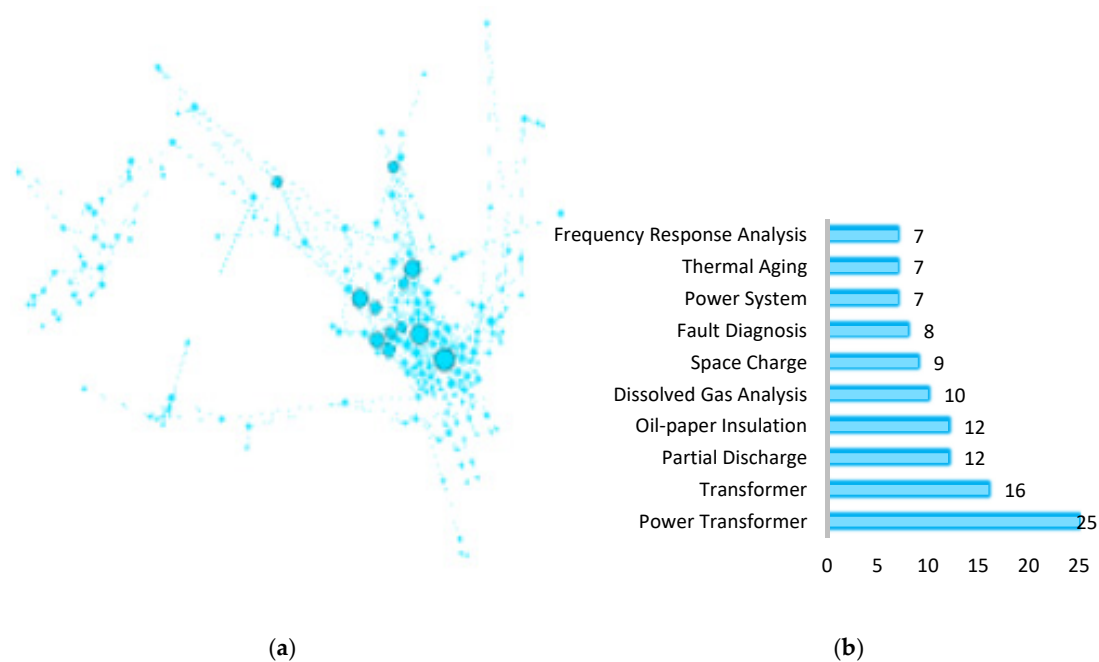 Frequency Response Analysis 7
Thermal Aging 7
Power System 7
Fault Diagnosis 8
Space Charge 9
Dissolved Gas Analysis 10
Oil-paper Insulation 12
Partial Discharge 12
Transformer 16
Power Transformer 25
0 5 10 15 20 25
(a) (b)